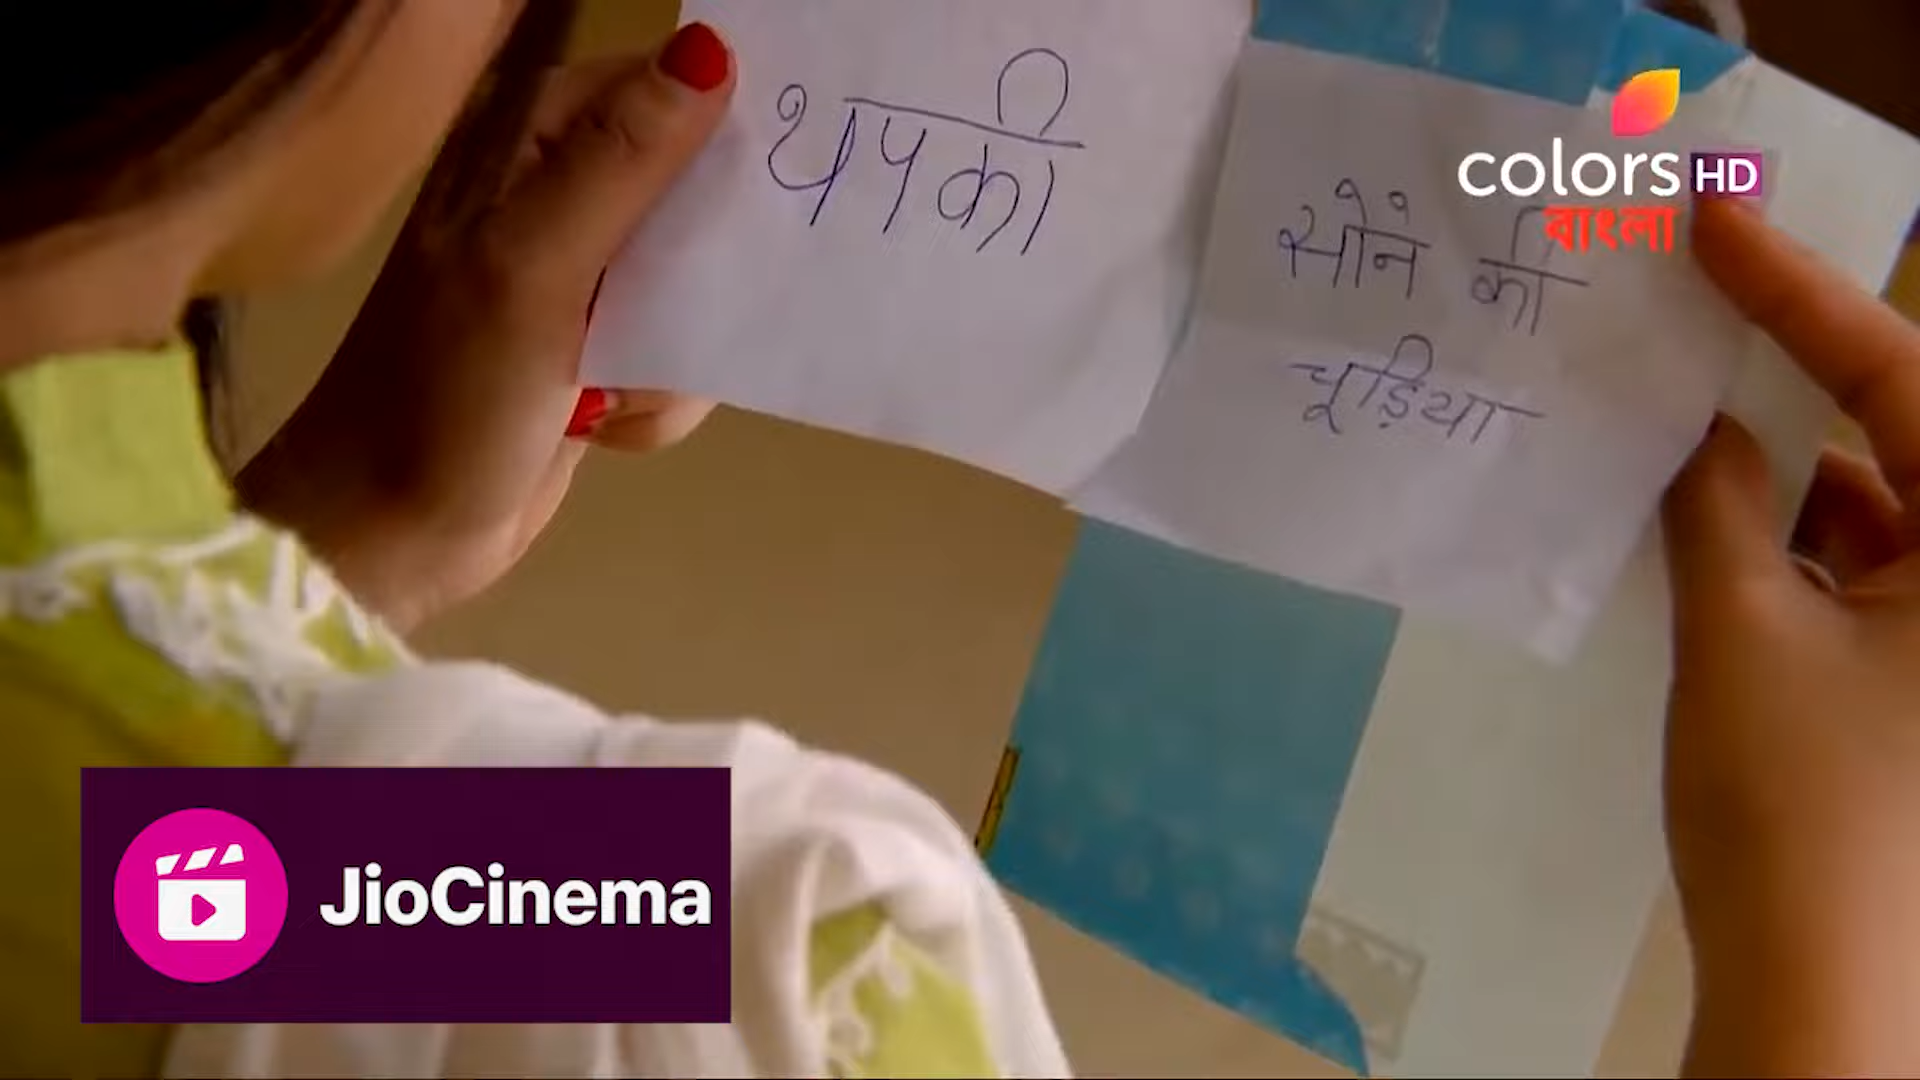 थपकी
सोने की
चूड़िया
colors HD
বাংলা
JioCinema